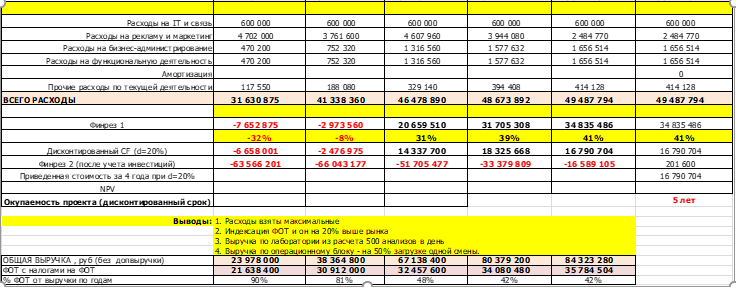 Расходы на IT и связь 600 000 600 000 600 000 600 000 600 000 600 000
Расходы на рекламу и маркетинг 4 702 000 3 761 600 4 607 960 3 944 080 2 484 770 2 484 770
Расходы на бизнес-администрирование 470 200 752 320 1 316 560 1 577 632 1 656 514 1 656 514
Расходы на функциональную деятельность 470 200 752 320 1 316 560 1 577 632 1 656 514 1 656 514
Амортизация 0
Прочие расходы по текущей деятельности 117 550 188 080 329 140 394 408 414 128 414 128
ВСЕГО РАСХОДЫ 31 630 875 41 338 360 46 478 890 48 673 892 49 487 794 49 487 794
Финрез 1 -7 652 875 -2 973 560 20 659 510 31 705 308 34 835 486 34 835 486
-32% -8% 31% 39% 41% 41%
Дисконтированный CF (d=20%) -6 658 001 -2 476 975 14 337 700 18 325 668 16 790 704 16 790 704
Финрез 2 (после учета инвестиций) -63 566 201 -66 043 177 -51 705 477 -33 379 809 -16 589 105 201 600
Приведенная стоимость за 4 года при d=20% 16 790 704
NPV
Окупаемость проекта (дисконтированный срок) 5 лет
Выводы: 1. Расходы взяты максимальные
2. Индексация ФОТ и он на 20% выше рынка
3. Выручка по лаборатории из расчета 500 анализов в день
4. Выручка по операционному блоку - на 50% загрузке одной смены.
ОБЩАЯ ВЫРУЧКА , руб (без допвыручки) 23 978 000 38 364 800 67 138 400 80 379 200 84 323 280
ФОТ с налогами на ФОТ 21 638 400 30 912 000 32 457 600 34 080 480 35 784 504
% ФОТ от выручки по годам 90% 81% 48% 42% 42%